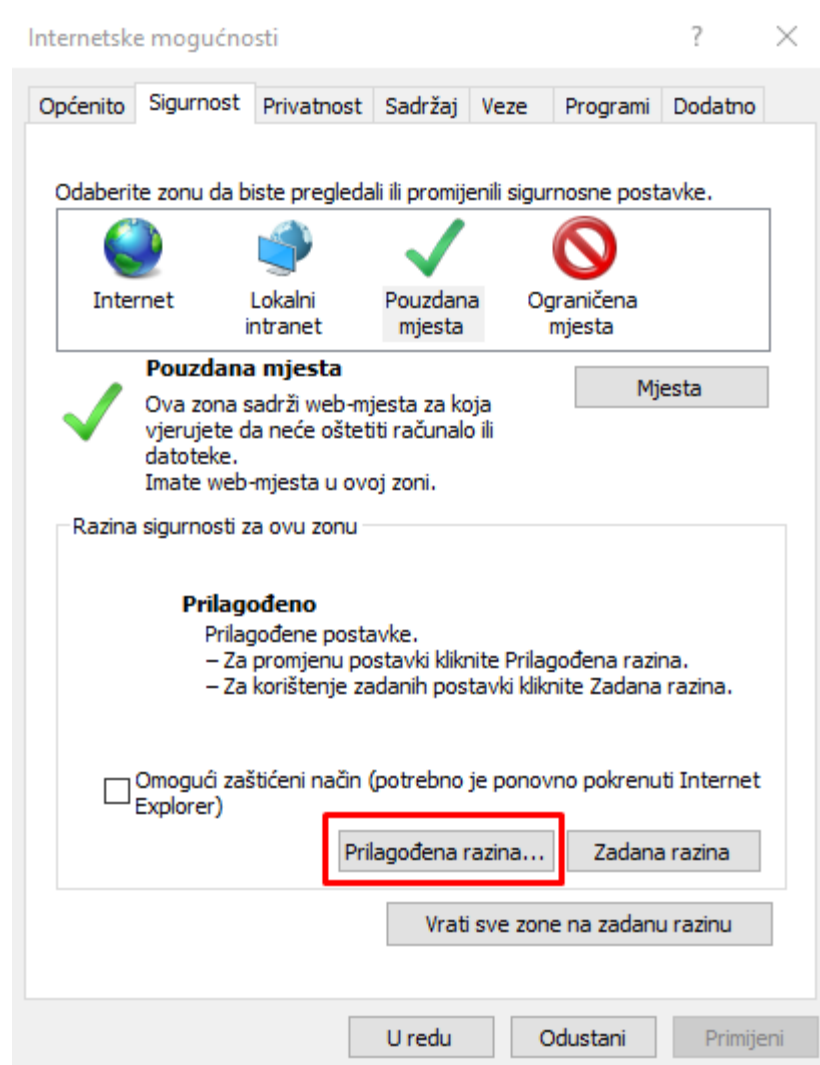 Internetske mogućnosti
Općenito Sigurnost Privatnost Sadržaj Veze Programi Dodatno
Odaberite zonu da biste pregledali ili promijenili sigurnosne postavke.
Internet
Lokalni
intranet
Pouzdana
mjesta
Ograničena
mjesta
Pouzdana mjesta
Mjesta
Ova zona sadrži web-mjesta za koja
vjerujete da neće oštetiti računalo ili
datoteke.
Imate web-mjesta u ovoj zoni.
Razina sigurnosti za ovu zonu
Prilagođeno
Prilagođene postavke.
– Za promjenu postavki kliknite Prilagođena razina.
– Za korištenje zadanih postavki kliknite Zadana razina.
Omogući zaštićeni način (potrebno je ponovno pokrenuti Internet
Explorer)
Prilagođena razina... Zadana razina
Vrati sve zone na zadanu razinu
U redu Odustani Primijeni